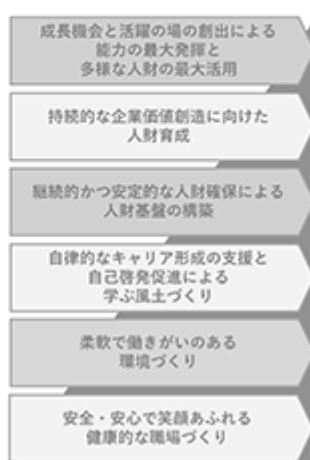 成長機会と活躍の場の創出による
能力の最大発揮と
多様な人財の最大活用
持続的な企業価値創造に向けた
人財育成
継続的かつ安定的な人財確保による
人財基盤の構築
自律的なキャリア形成の支援と
自己啓発促進による
学ぶ風土づくり
柔軟で働きがいのある
環境づくり
安全・安心で笑顔あふれる
健康的な職場づくり